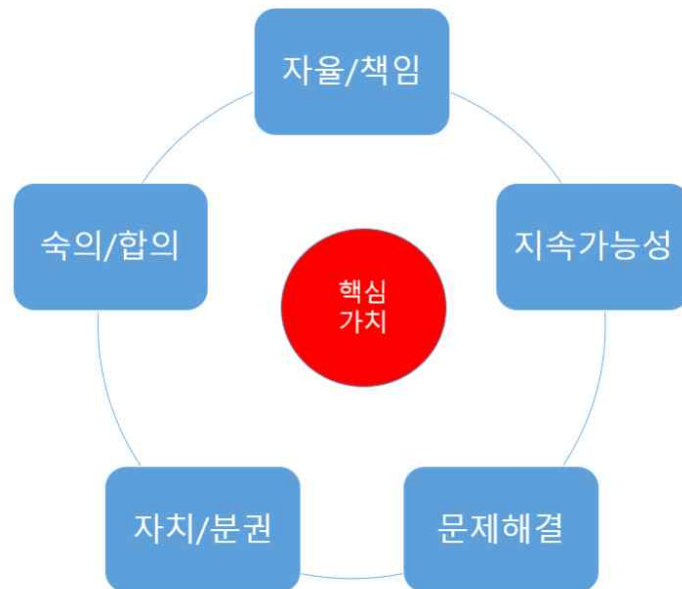 자율/책임
숙의/합의
지속가능성
핵심
가치
자치/분권
문제해결